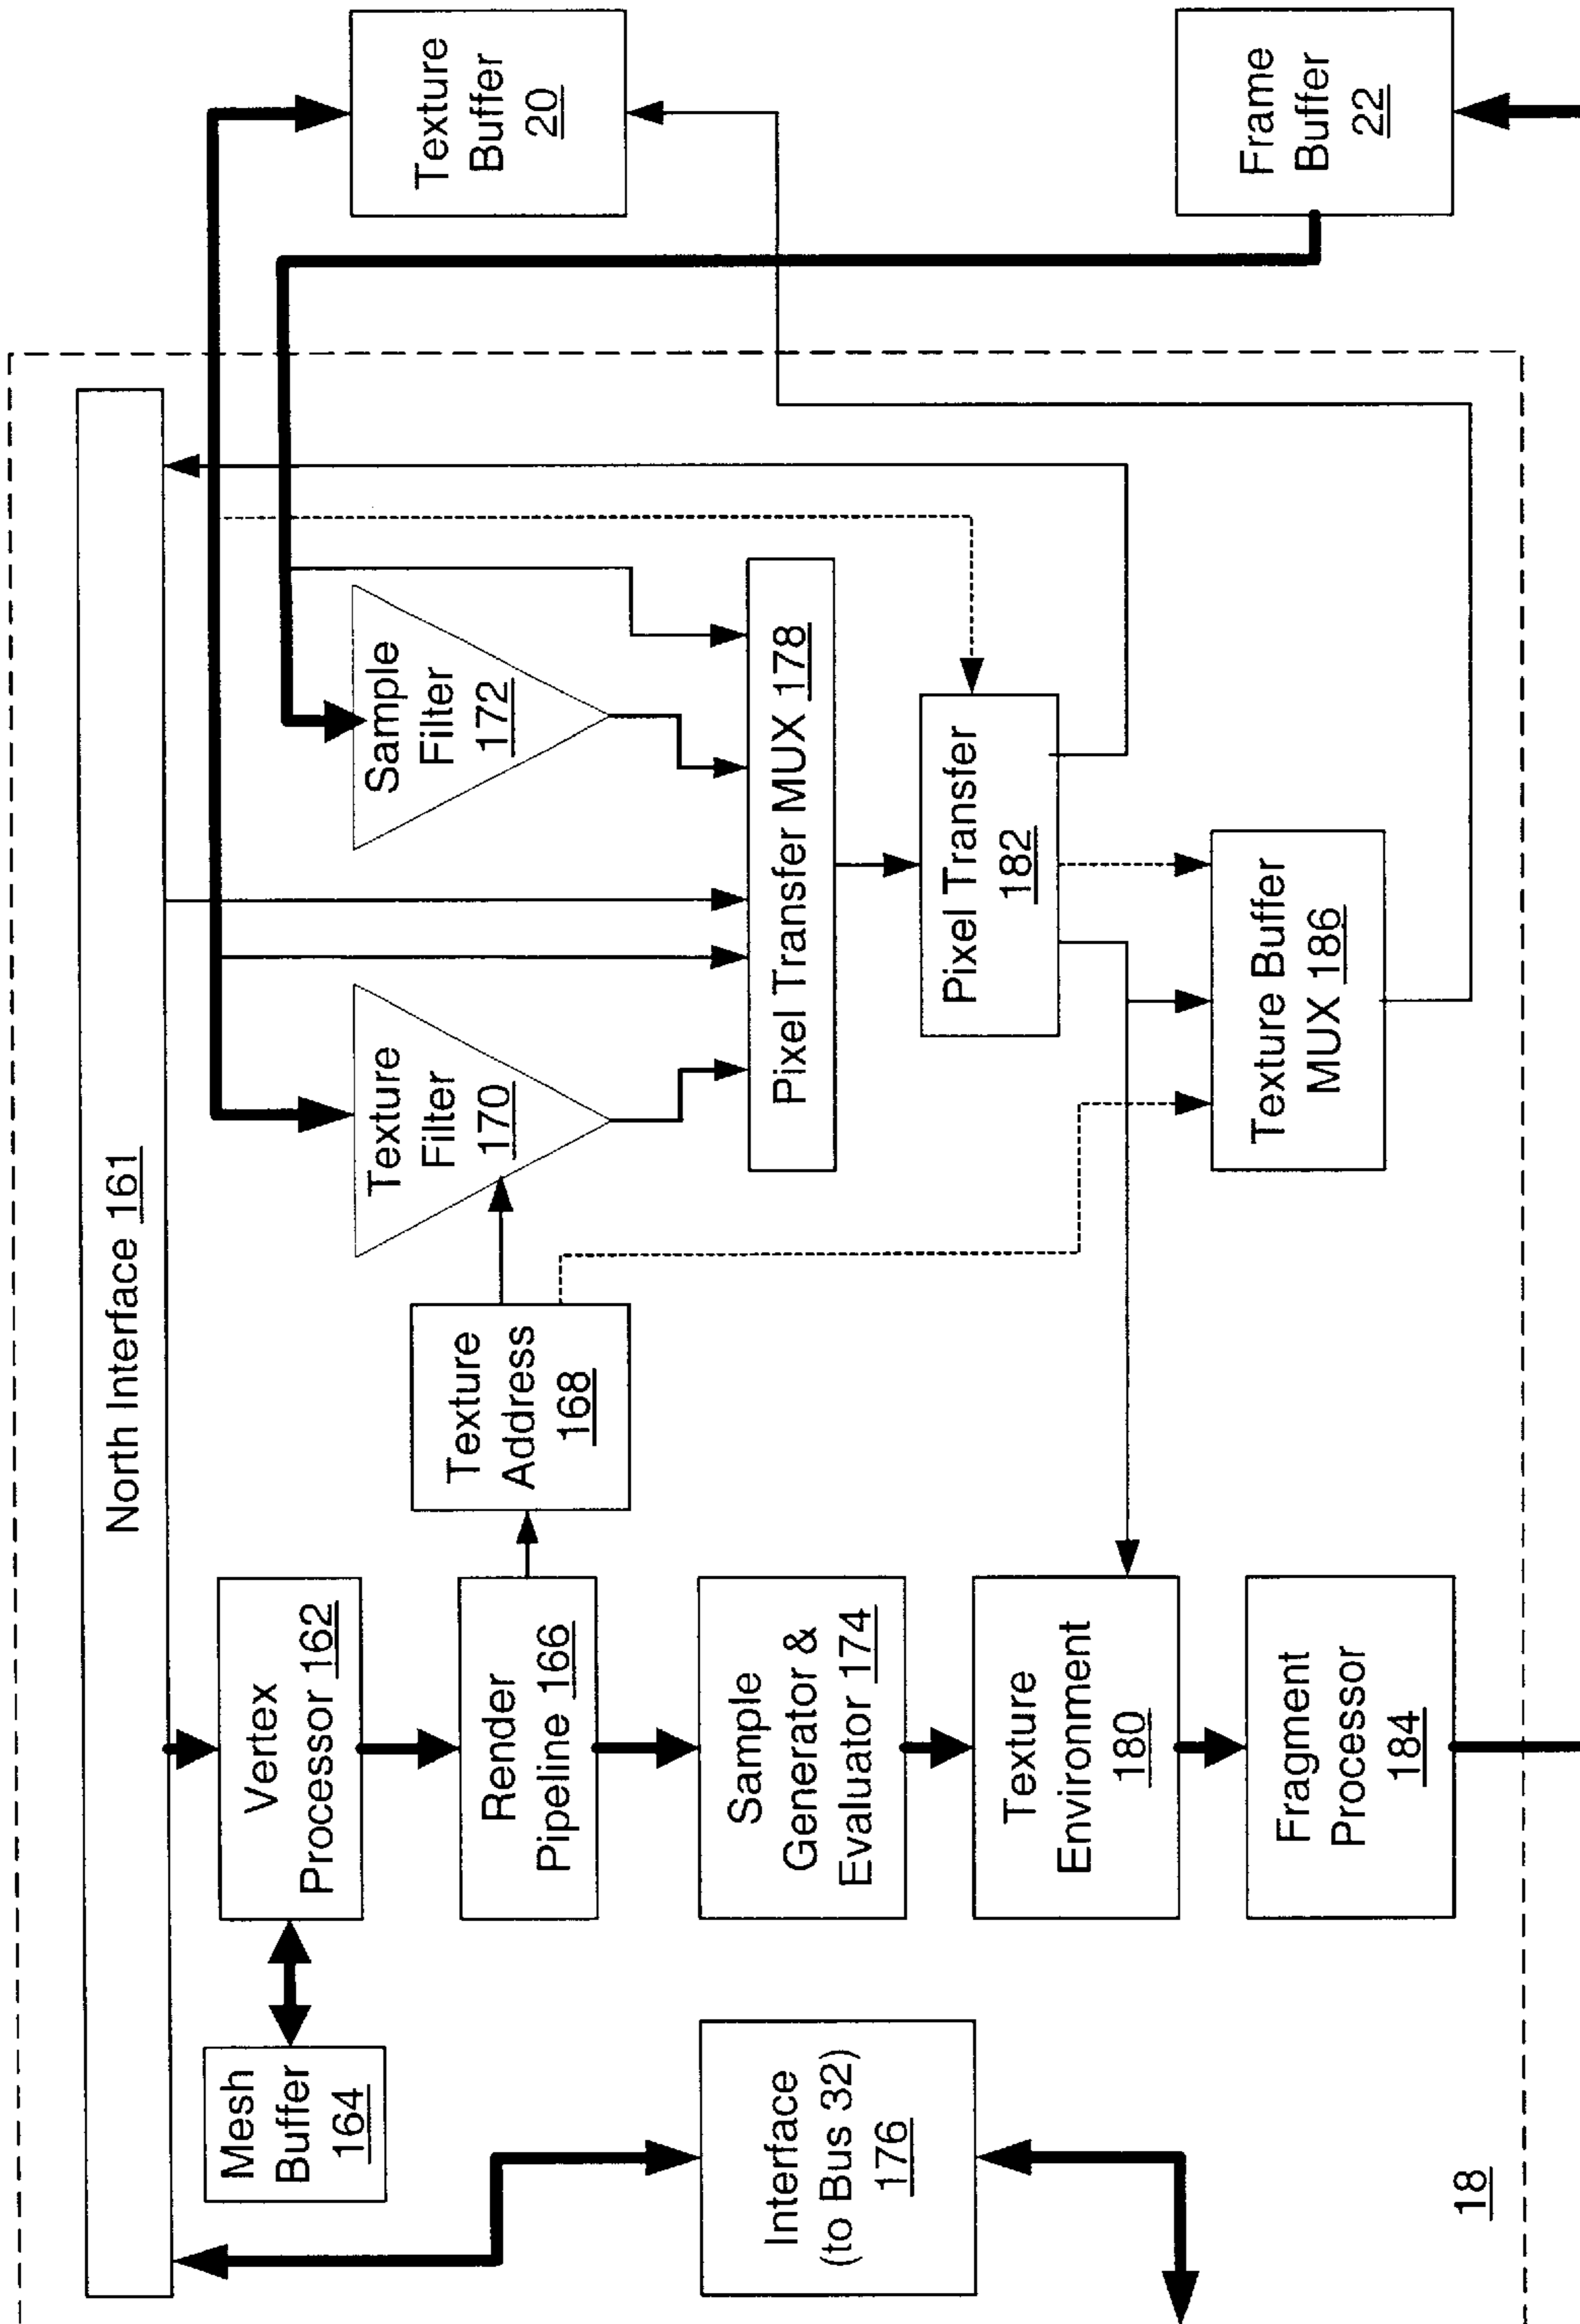 North Interface 161
Mesh
Buffer
164
Vertex
Processor 162
Texture
Buffer
20
Render
Pipeline 166
Texture
Address
168
Texture
Filter
170
Sample
Filter
172
Interface
(to Bus 32)
176
Sample
Generator &
Evaluator 174
Pixel Transfer MUX 178
Texture
Environment
180
Pixel Transfer
182
Fragment
Processor
184
Texture Buffer
MUX 186
Frame
Buffer
22
18